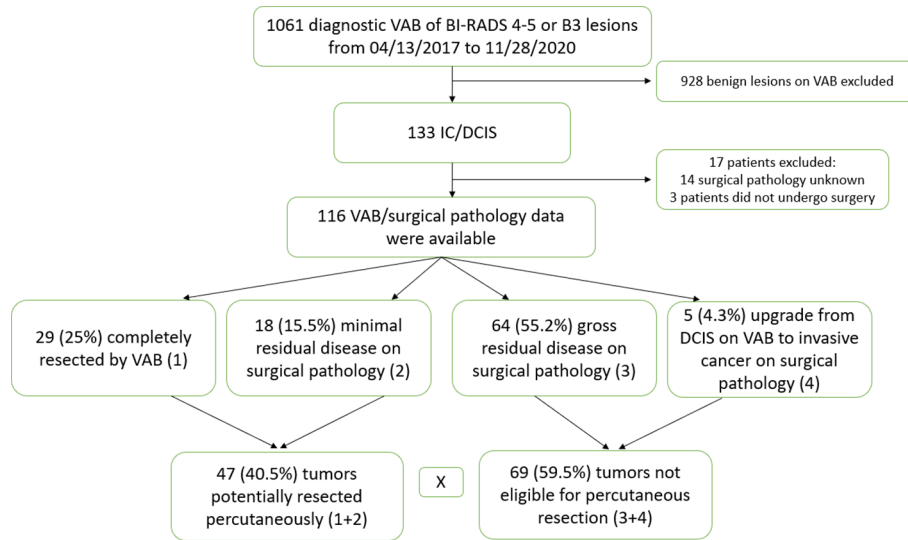 1061 diagnostic VAB of BI-RADS 4-5 or B3 lesions
from 04/13/2017 to 11/28/2020
928 benign lesions on VAB excluded
133 IC/DCIS
17 patients excluded:
14 surgical pathology unknown
3 patients did not undergo surgery
116 VAB/surgical pathology data
were available
29 (25%) completely
resected by VAB (1)
18 (15.5%) minimal
residual disease on
surgical pathology (2)
64 (55.2%) gross
residual disease on
surgical pathology (3)
5 (4.3%) upgrade from
DCIS on VAB to invasive
cancer on surgical
pathology (4)
47 (40.5%) tumors
potentially resected
percutaneously (1+2)
X
69 (59.5%) tumors not
eligible for percutaneous
resection (3+4)